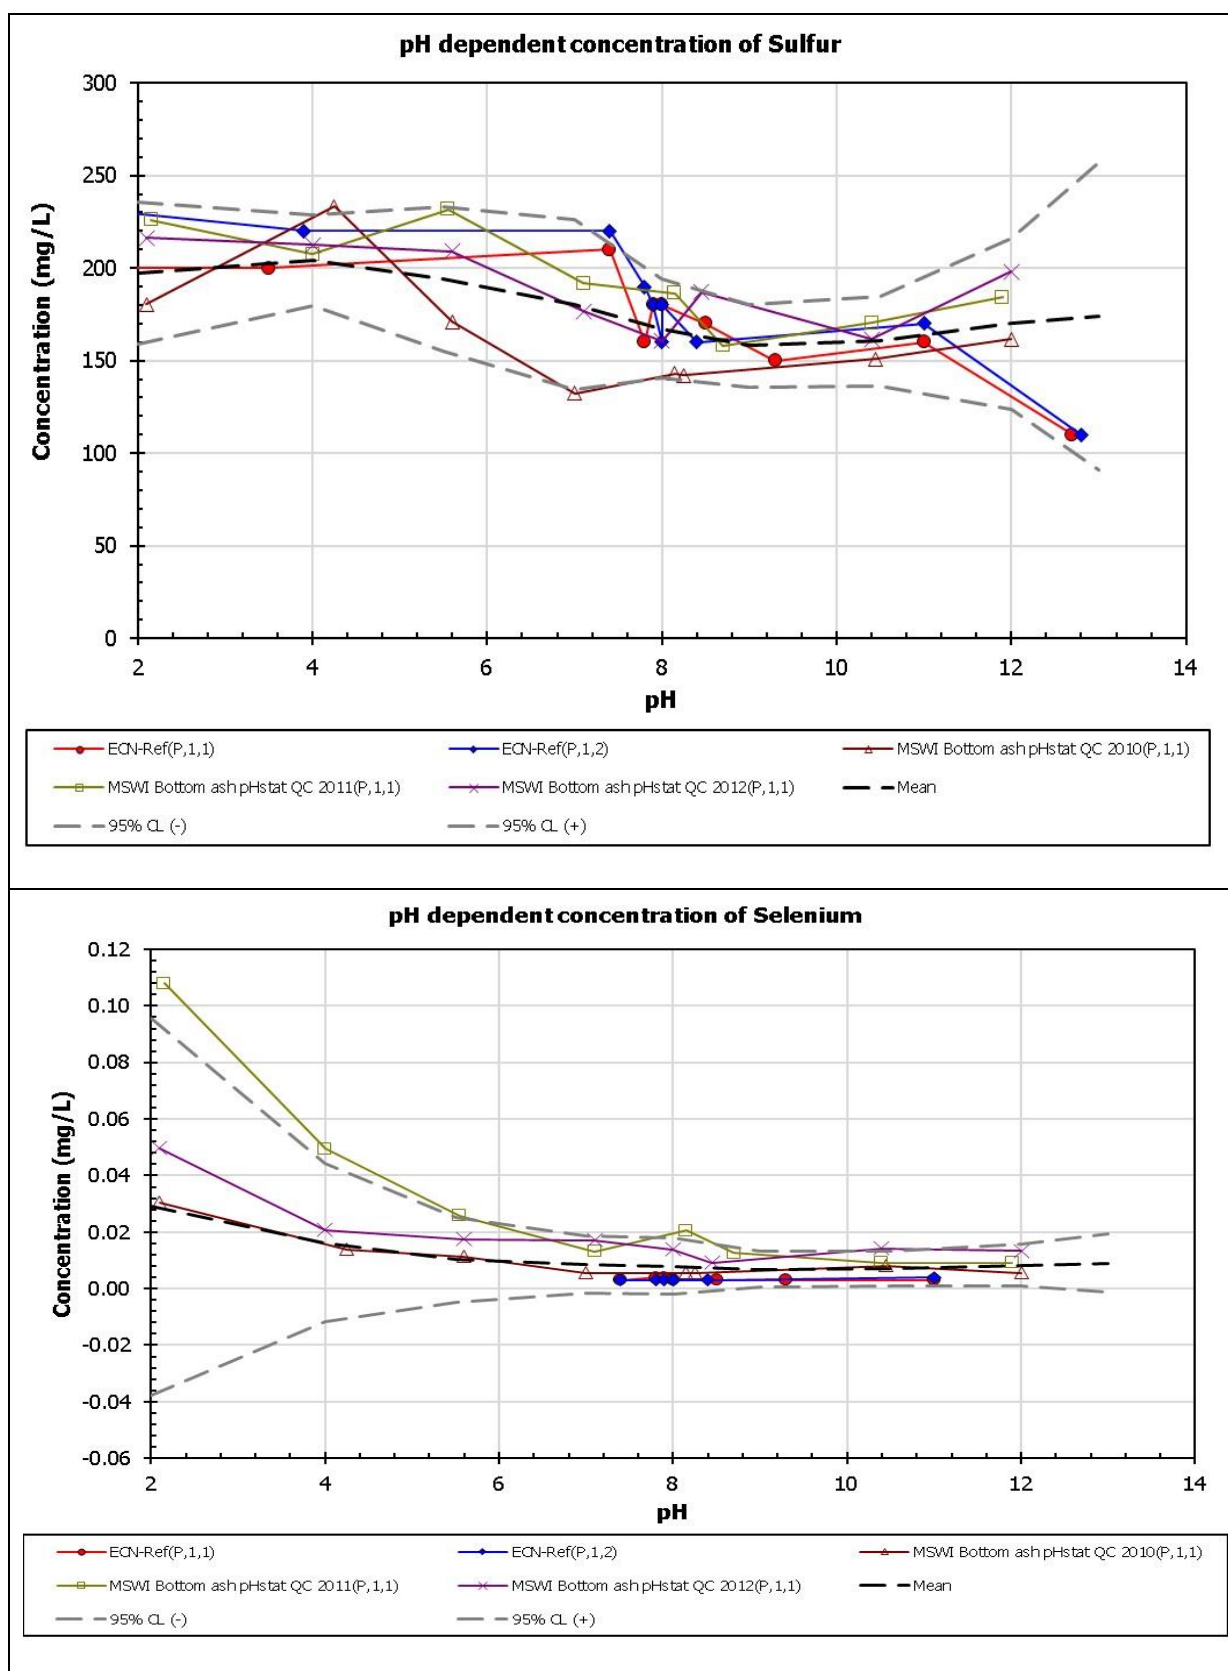 pH dependent concentration of Sulfur
300
250
200
150
100
50
0
Concentration (mg/L)
2 4 6 8 10 12 14
pH
ECN-Ref(P,1,1) ECN-Ref(P,1,2) MSWI Bottom ash pHstat QC 2010(P,1,1)
MSWI Bottom ash pHstat QC 2011(P,1,1) MSWI Bottom ash pHstat QC 2012(P,1,1) Mean
95% CL (-) 95% CL (+)
pH dependent concentration of Selenium
0.12
0.10
0.08
0.06
0.04
0.02
0.00
-0.02
-0.04
-0.06
Concentration (mg/L)
2 4 6 8 10 12 14
pH
ECN-Ref(P,1,1) ECN-Ref(P,1,2) MSWI Bottom ash pHstat QC 2010(P,1,1)
MSWI Bottom ash pHstat QC 2011(P,1,1) MSWI Bottom ash pHstat QC 2012(P,1,1) Mean
95% CL (-) 95% CL (+)